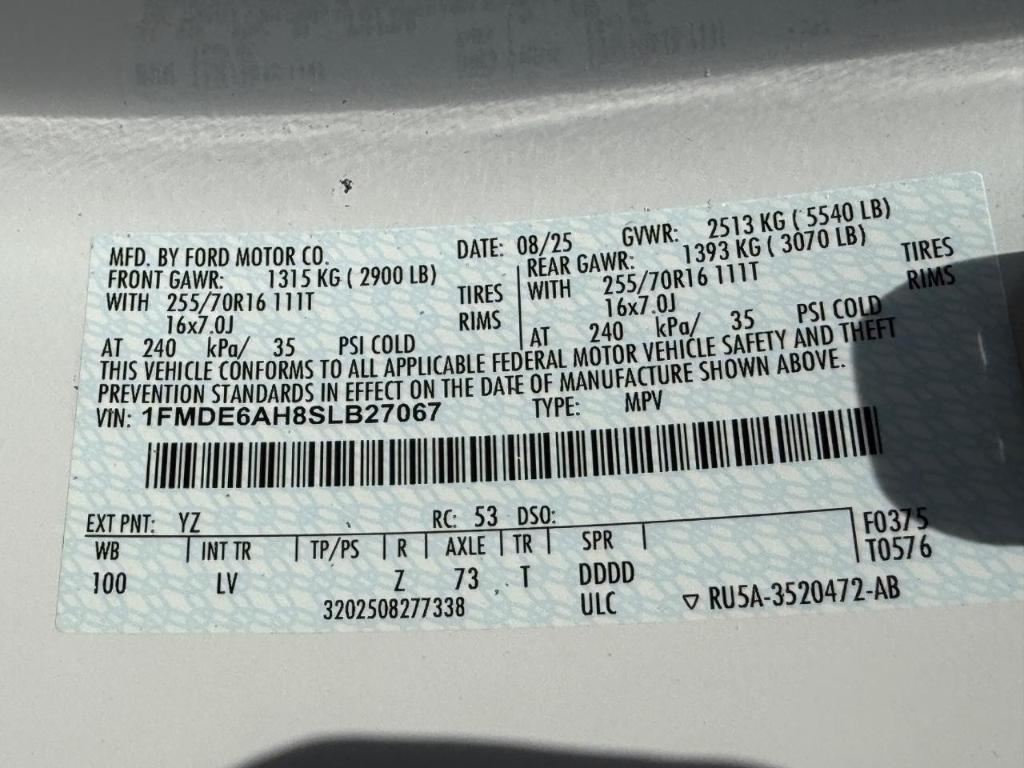 MFD. BY FORD MOTOR CO. DATE: 08/25 GVWR: 2513 KG ( 5540 LB)
FRONT GAWR: 1315 KG ( 2900 LB) REAR GAWR: 1393 KG ( 3070 LB)
WITH 255/70R16 111T TIRES WITH 255/70R16 111T TIRES
16x7.0J RIMS 16x7.0J RIMS
AT 240 kPa/ 35 PSI COLD AT 240 kPa/ 35 PSI COLD
THIS VEHICLE CONFORMS TO ALL APPLICABLE FEDERAL MOTOR VEHICLE SAFETY AND THEFT
PREVENTION STANDARDS IN EFFECT ON THE DATE OF MANUFACTURE SHOWN ABOVE.
VIN: 1FMDE6AH8SLB27067 TYPE: MPV
EXT PNT: YZ RC: 53 DSO: F0375
WB INT TR TP/PS R AXLE TR SPR T0576
100 LV Z 73 T DDDD
3202508277338 ULC ▽ RU5A-3520472-AB